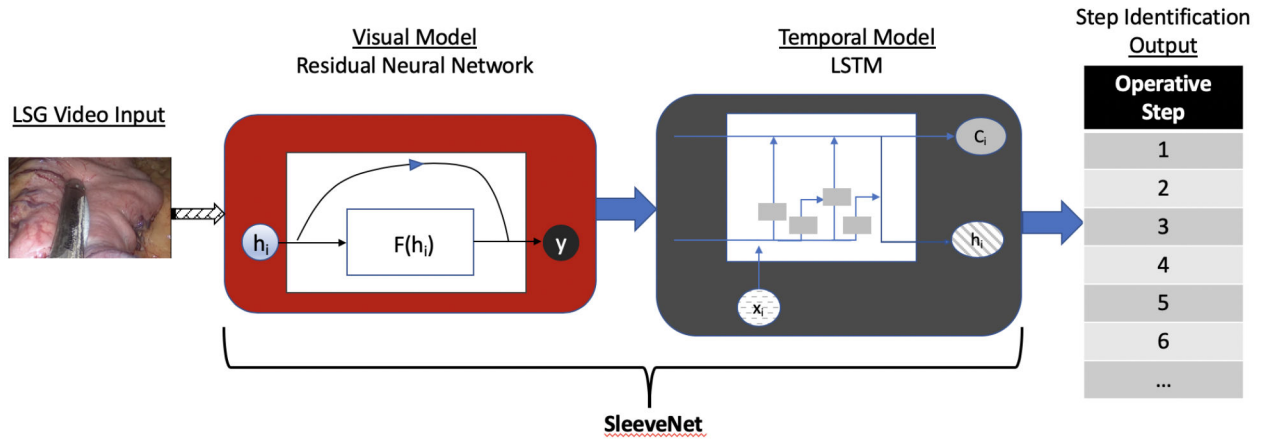 LSG Video Input
Visual Model
Residual Neural Network
hᵢ
F(hᵢ)
y
Temporal Model
LSTM
Cᵢ
hᵢ
xᵢ
Step Identification
Output
Operative
Step
1
2
3
4
5
6
...
SleeveNet